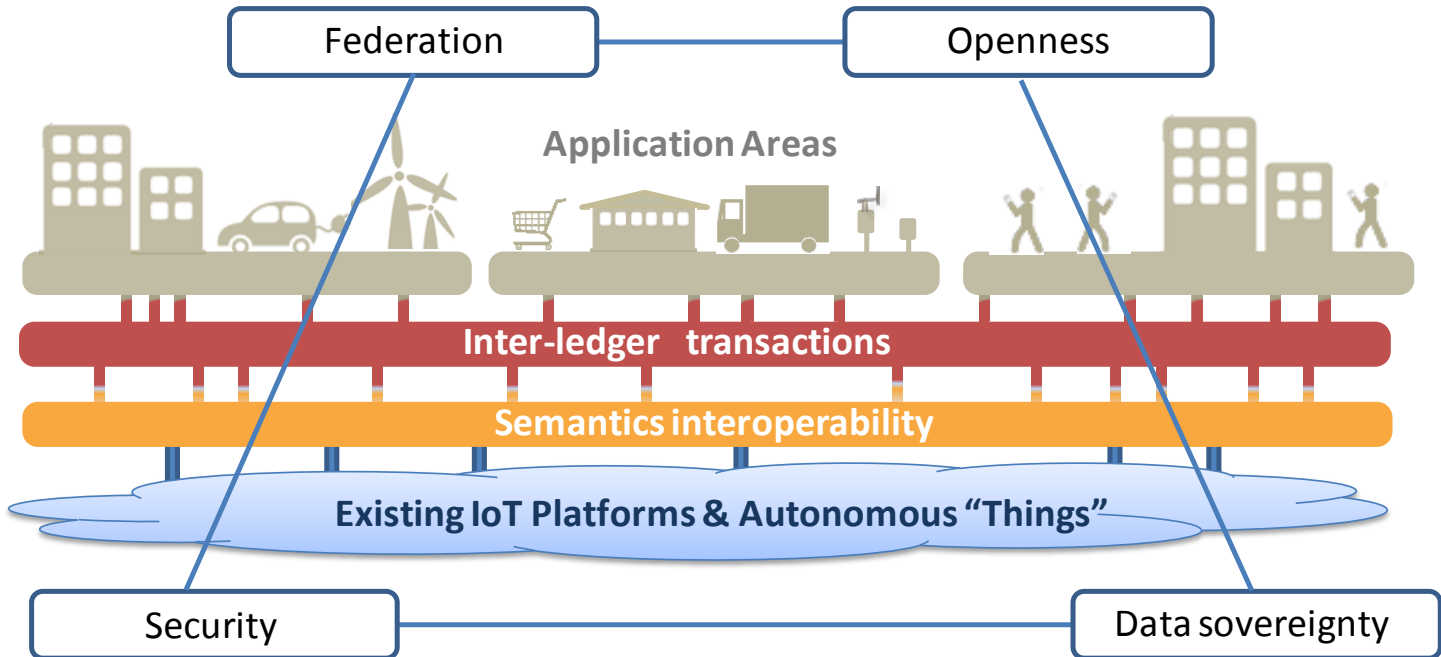 Federation
Openness
Application Areas
Inter-ledger transactions
Semantics interoperability
Existing IoT Platforms & Autonomous “Things”
Security
Data sovereignty